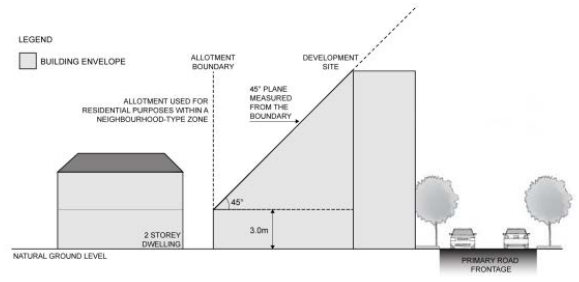 LEGEND
BUILDING ENVELOPE
ALLOTMENT
BOUNDARY
DEVELOPMENT
SITE
ALLOTMENT USED FOR
RESIDENTIAL PURPOSES WITHIN A
NEIGHBOURHOOD-TYPE ZONE
45° PLANE
MEASURED
FROM THE
BOUNDARY
45°
3.0m
2 STOREY
DWELLING
NATURAL GROUND LEVEL
PRIMARY ROAD
FRONTAGE